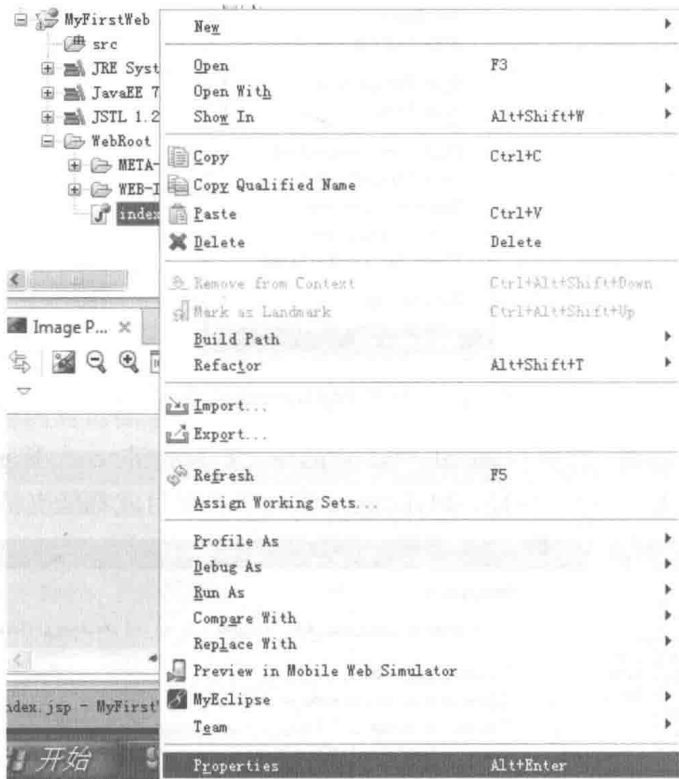 MyFirstWeb
src
JRE Syst
JavaEE 7
JSTL 1.2
WebRoot
META-
WEB-I
index
Image P...
ndex.jsp - MyFirst
开始
New
Open F3
Open With
Show In Alt+Shift+W
Copy Ctrl+C
Copy Qualified Name
Paste Ctrl+V
Delete Delete
Remove from Context Ctrl+Alt+Shift+Down
Mark as Landmark Ctrl+Alt+Shift+Up
Build Path
Refactor Alt+Shift+T
Import...
Export...
Refresh F5
Assign Working Sets...
Profile As
Debug As
Run As
Compare With
Replace With
Preview in Mobile Web Simulator
MyEclipse
Team
Properties Alt+Enter